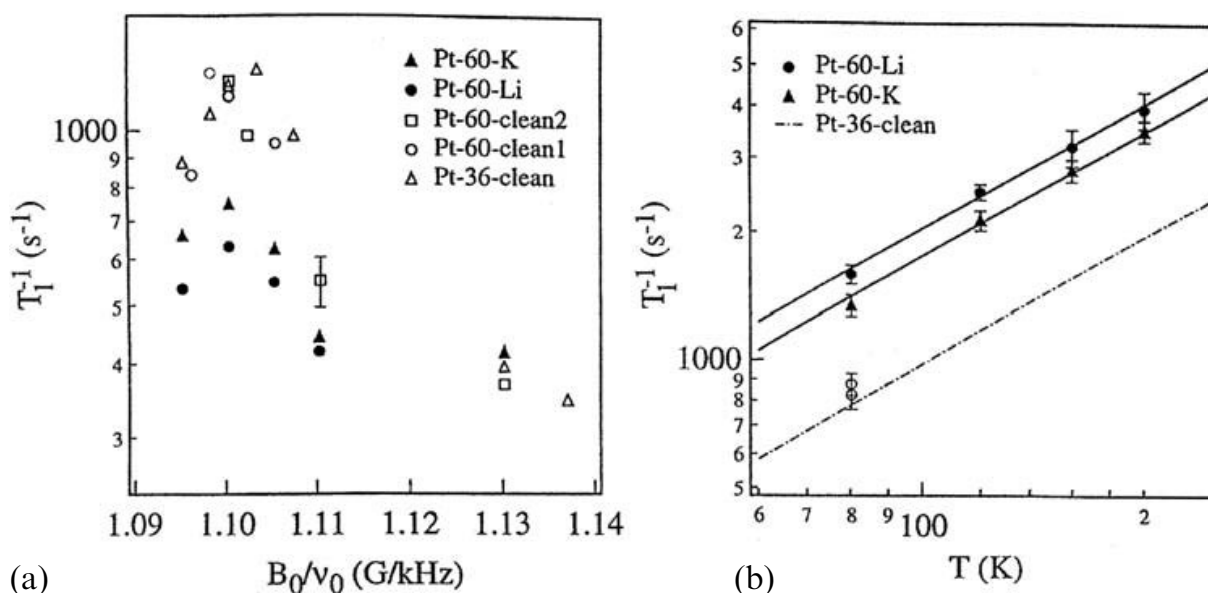 1000
9
8
7
6
5
4
3
T₁⁻¹ (s⁻¹)
Pt-60-K
Pt-60-Li
Pt-60-clean2
Pt-60-clean1
Pt-36-clean
1.09 1.10 1.11 1.12 1.13 1.14
B₀/ν₀ (G/kHz)
(a)
6
5
4
3
2
1000
9
8
7
6
5
T₁⁻¹ (s⁻¹)
Pt-60-Li
Pt-60-K
Pt-36-clean
6 7 8 9 100 2
T (K)
(b)